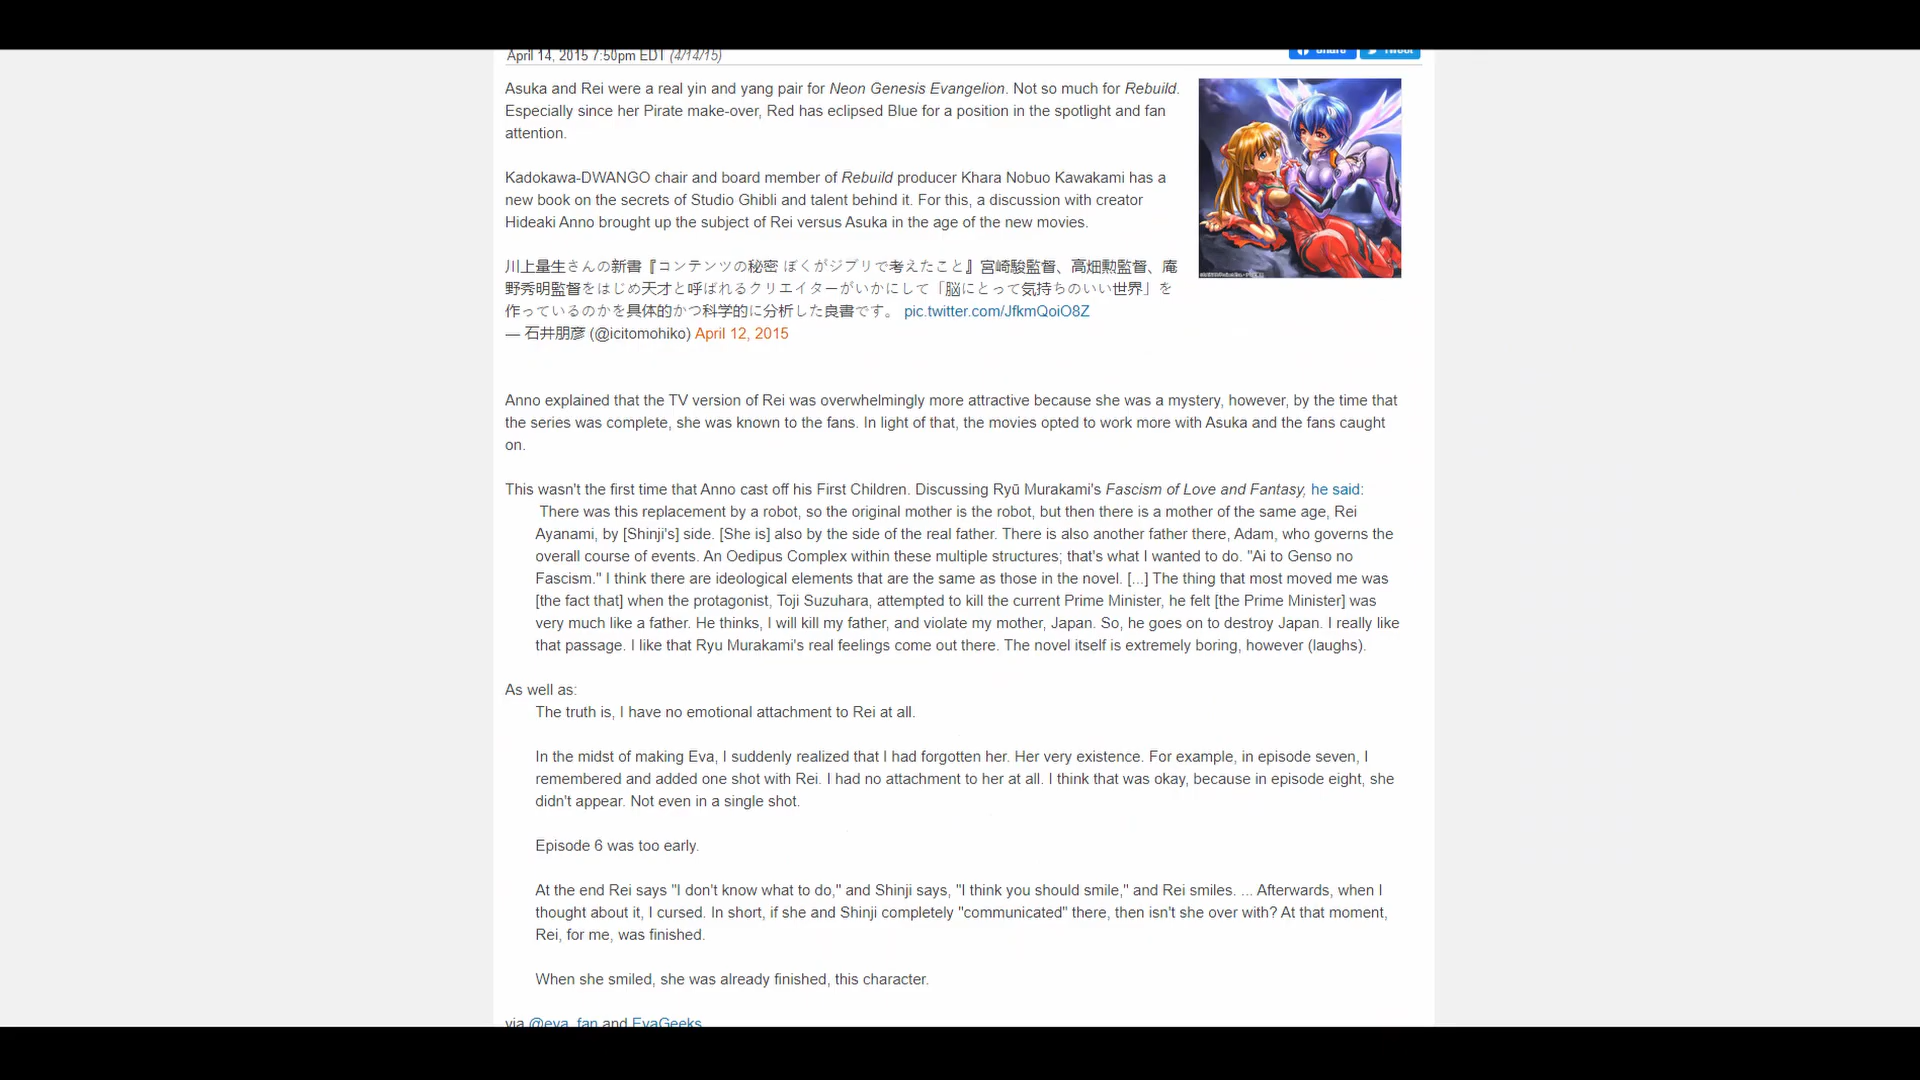 April 14, 2015 7:50pm EDT (4/14/15)
Share
Tweet
Asuka and Rei were a real yin and yang pair for Neon Genesis Evangelion. Not so much for Rebuild.
Especially since her Pirate make-over, Red has eclipsed Blue for a position in the spotlight and fan
attention.
Kadokawa-DWANGO chair and board member of Rebuild producer Khara Nobuo Kawakami has a
new book on the secrets of Studio Ghibli and talent behind it. For this, a discussion with creator
Hideaki Anno brought up the subject of Rei versus Asuka in the age of the new movies.
川上量生さんの新書『コンテンツの秘密 ぼくがジブリで考えたこと』宮崎駿監督、高畑勲監督、庵
野秀明監督をはじめ天才と呼ばれるクリエイターがいかにして「脳にとって気持ちのいい世界」を
作っているのかを具体的かつ科学的に分析した良書です。 pic.twitter.com/JfkmQoiO8Z
— 石井朋彦 (@icitomohiko) April 12, 2015
Anno explained that the TV version of Rei was overwhelmingly more attractive because she was a mystery, however, by the time that
the series was complete, she was known to the fans. In light of that, the movies opted to work more with Asuka and the fans caught
on.
This wasn't the first time that Anno cast off his First Children. Discussing Ryū Murakami's Fascism of Love and Fantasy, he said:
There was this replacement by a robot, so the original mother is the robot, but then there is a mother of the same age, Rei
Ayanami, by [Shinji's] side. [She is] also by the side of the real father. There is also another father there, Adam, who governs the
overall course of events. An Oedipus Complex within these multiple structures; that's what I wanted to do. "Ai to Genso no
Fascism." I think there are ideological elements that are the same as those in the novel. [...] The thing that most moved me was
[the fact that] when the protagonist, Toji Suzuhara, attempted to kill the current Prime Minister, he felt [the Prime Minister] was
very much like a father. He thinks, I will kill my father, and violate my mother, Japan. So, he goes on to destroy Japan. I really like
that passage. I like that Ryu Murakami's real feelings come out there. The novel itself is extremely boring, however (laughs).
As well as:
The truth is, I have no emotional attachment to Rei at all.
In the midst of making Eva, I suddenly realized that I had forgotten her. Her very existence. For example, in episode seven, I
remembered and added one shot with Rei. I had no attachment to her at all. I think that was okay, because in episode eight, she
didn't appear. Not even in a single shot.
Episode 6 was too early.
At the end Rei says "I don't know what to do," and Shinji says, "I think you should smile," and Rei smiles. ... Afterwards, when I
thought about it, I cursed. In short, if she and Shinji completely "communicated" there, then isn't she over with? At that moment,
Rei, for me, was finished.
When she smiled, she was already finished, this character.
via @eva_fan and EvaGeeks